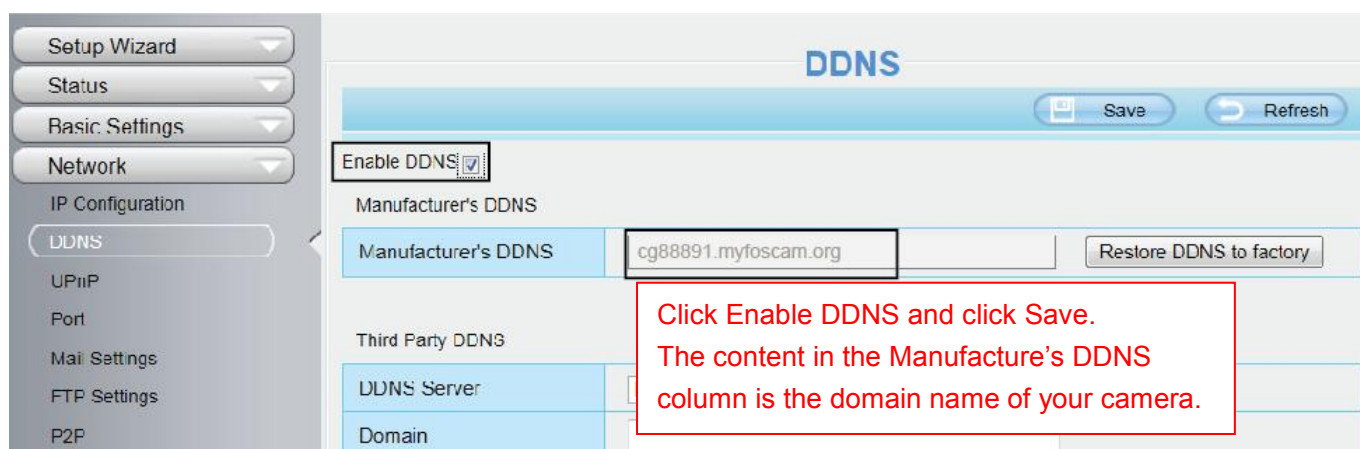 Setup Wizard
Status
Basic Settings
Network
IP Configuration
DDNS
UPnP
Port
Mail Settings
FTP Settings
P2P
DDNS
Save Refresh
Enable DDNS
Manufacturer's DDNS
Manufacturer's DDNS cg88891.myfoscam.org Restore DDNS to factory
Third Party DDNS
DDNS Server
Domain
Click Enable DDNS and click Save.
The content in the Manufacture’s DDNS
column is the domain name of your camera.